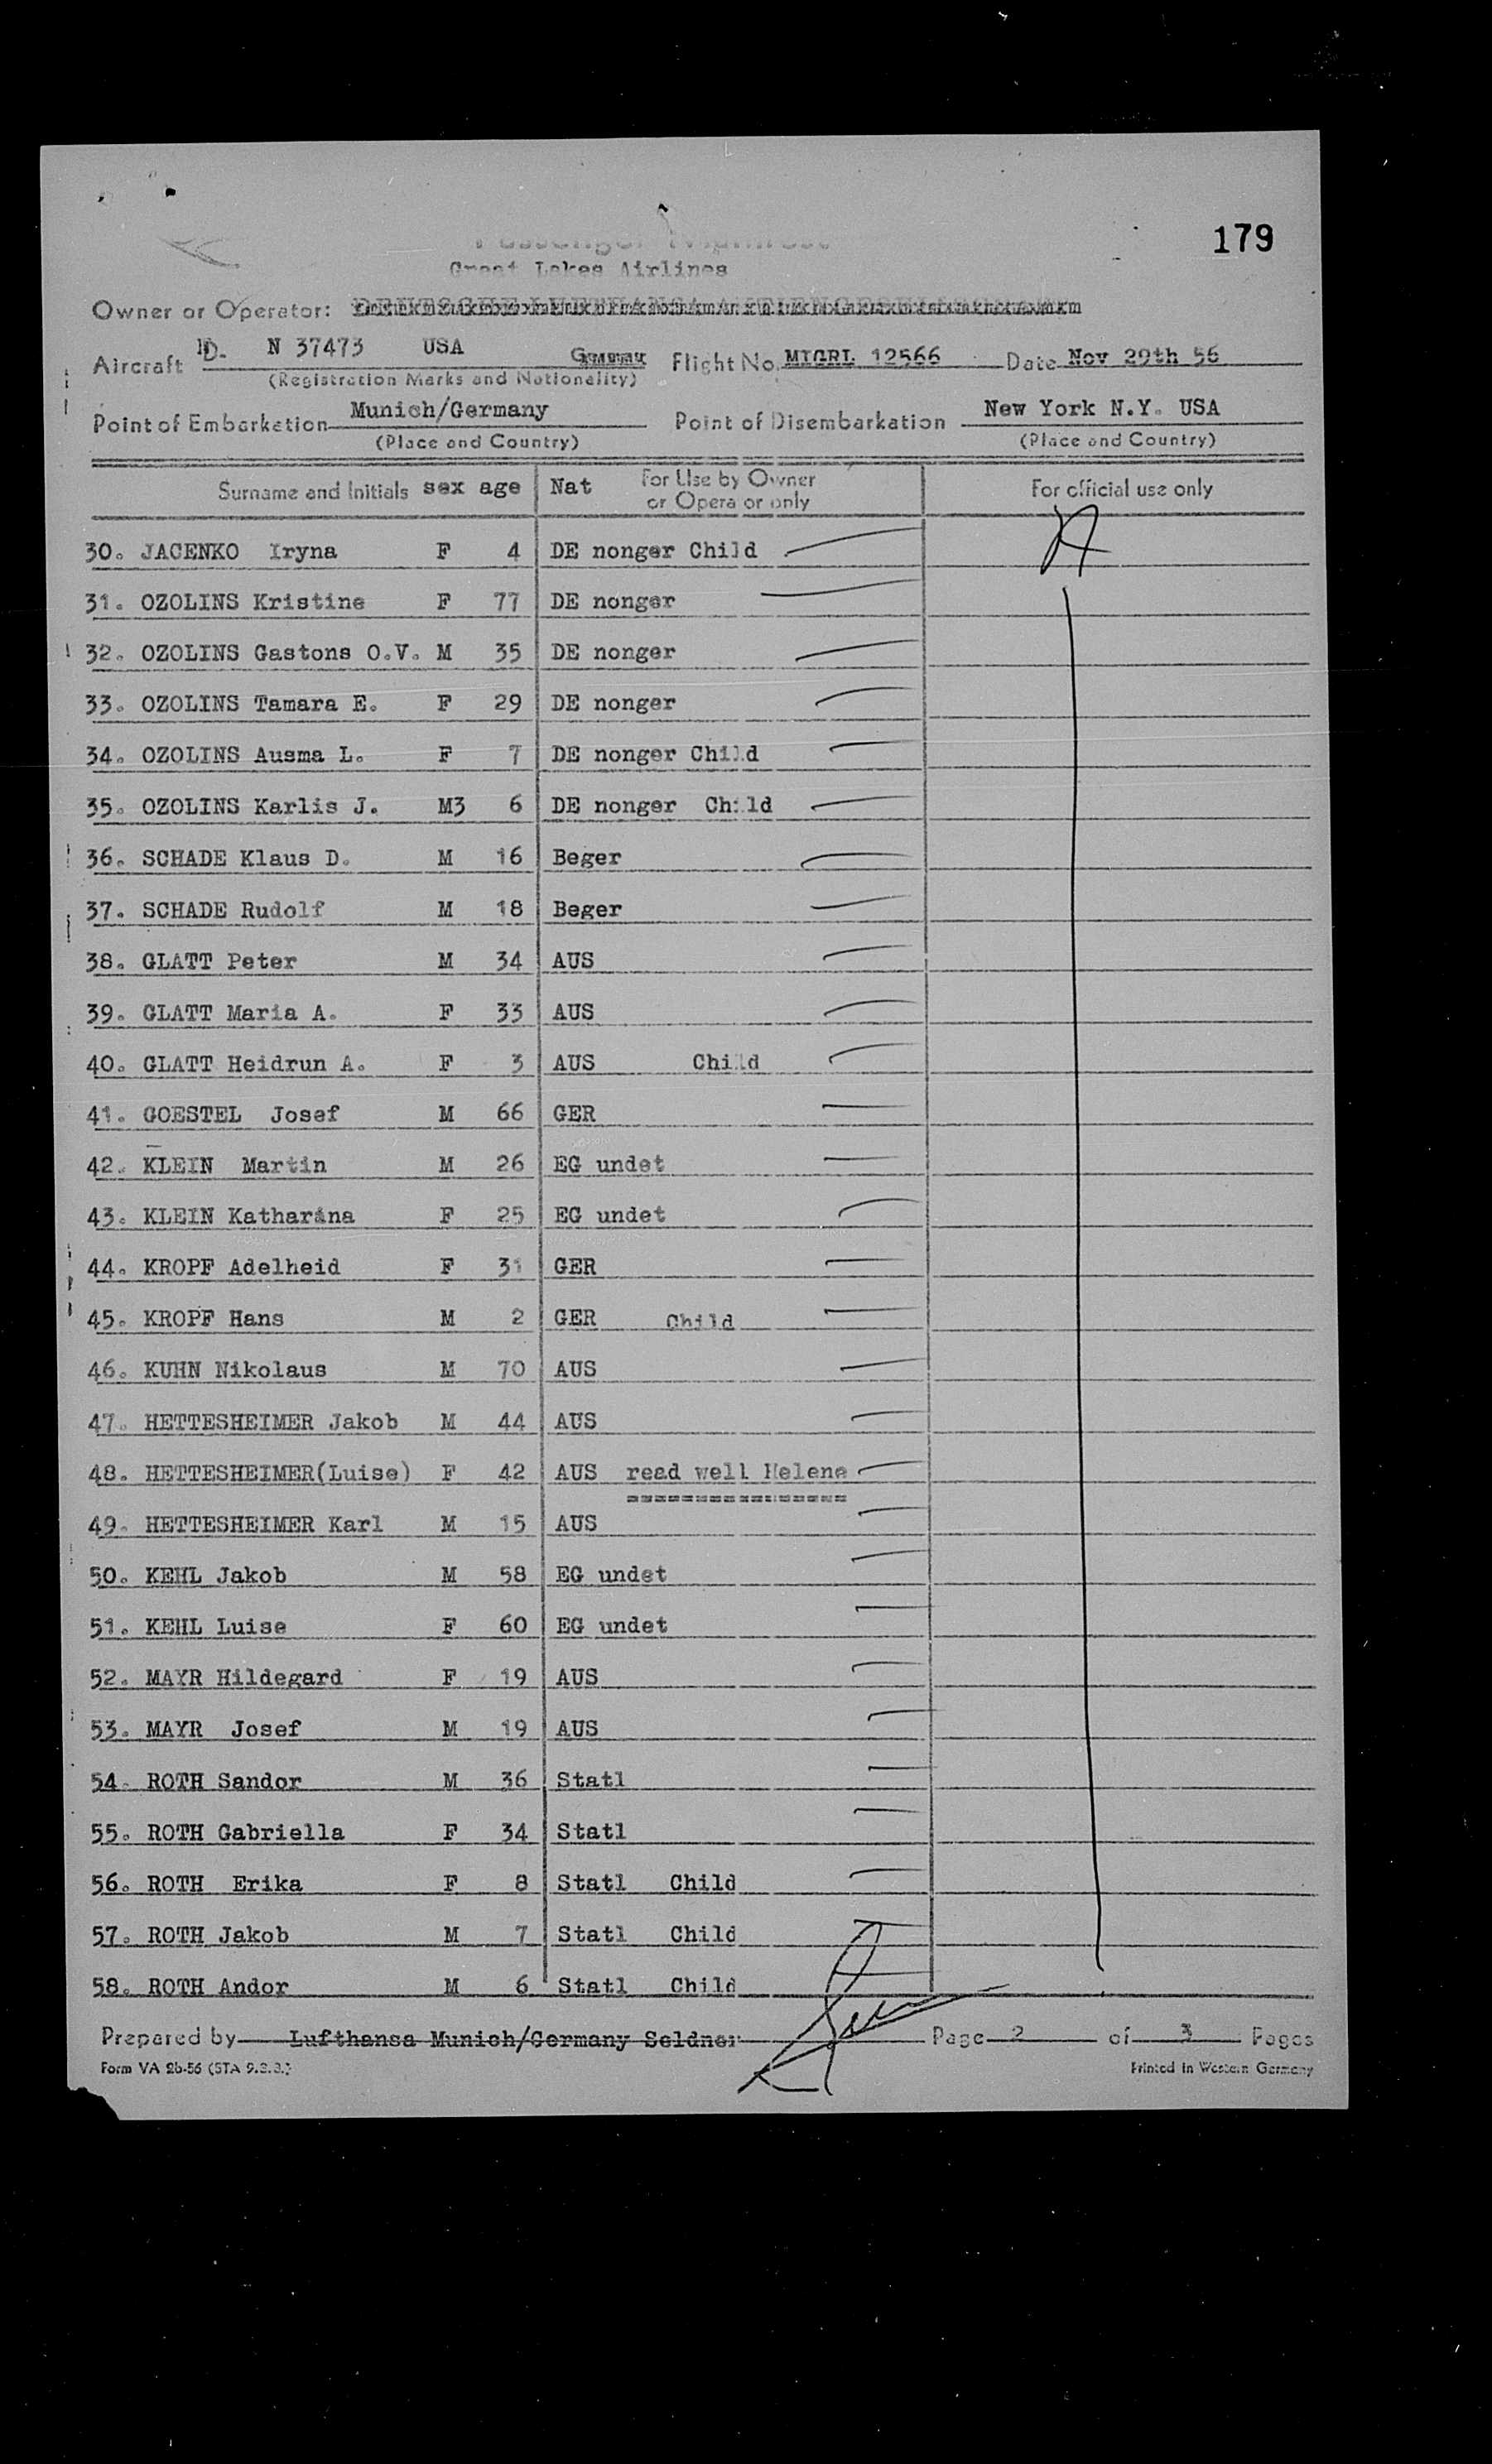 179
Passenger Manifest
Great Lakes Airlines
Owner or Operator:
Aircraft D. N 37473 USA Flight No. MIGRL 12566 Date Nov 29th 56
(Registration Marks and Nationality)
Point of Embarkation Munich/Germany Point of Disembarkation New York N.Y. USA
(Place and Country) (Place and Country)
Surname and Initials sex age Nat For Use by Owner or Opera or only For official use only
30. JACENKO Iryna F 4 DE nonger Child
31. OZOLINS Kristine F 77 DE nonger
32. OZOLINS Gastons O.V. M 35 DE nonger
33. OZOLINS Tamara E. F 29 DE nonger
34. OZOLINS Ausma L. F 7 DE nonger Child
35. OZOLINS Karlis J. M3 6 DE nonger Child
36. SCHADE Klaus D. M 16 Beger
37. SCHADE Rudolf M 18 Beger
38. GLATT Peter M 34 AUS
39. GLATT Maria A. F 33 AUS
40. GLATT Heidrun A. F 3 AUS Child
41. GOESTEL Josef M 66 GER
42. KLEIN Martin M 26 EG undet
43. KLEIN Katharina F 25 EG undet
44. KROPF Adelheid F 31 GER
45. KROPF Hans M 2 GER Child
46. KUHN Nikolaus M 70 AUS
47. HETTESHEIMER Jakob M 44 AUS
48. HETTESHEIMER(Luise) F 42 AUS read well Helene
================
49. HETTESHEIMER Karl M 15 AUS
50. KEHL Jakob M 58 EG undet
51. KEHL Luise F 60 EG undet
52. MAYR Hildegard F 19 AUS
53. MAYR Josef M 19 AUS
54. ROTH Sandor M 36 Statl
55. ROTH Gabriella F 34 Statl
56. ROTH Erika F 8 Statl Child
57. ROTH Jakob M 7 Statl Child
58. ROTH Andor M 6 Statl Child
Prepared by Lufthansa Munich/Germany Seldner Page 2 of 3 Pages
Form VA 2b-56 (STA 9.3.3.) Printed in Western Germany